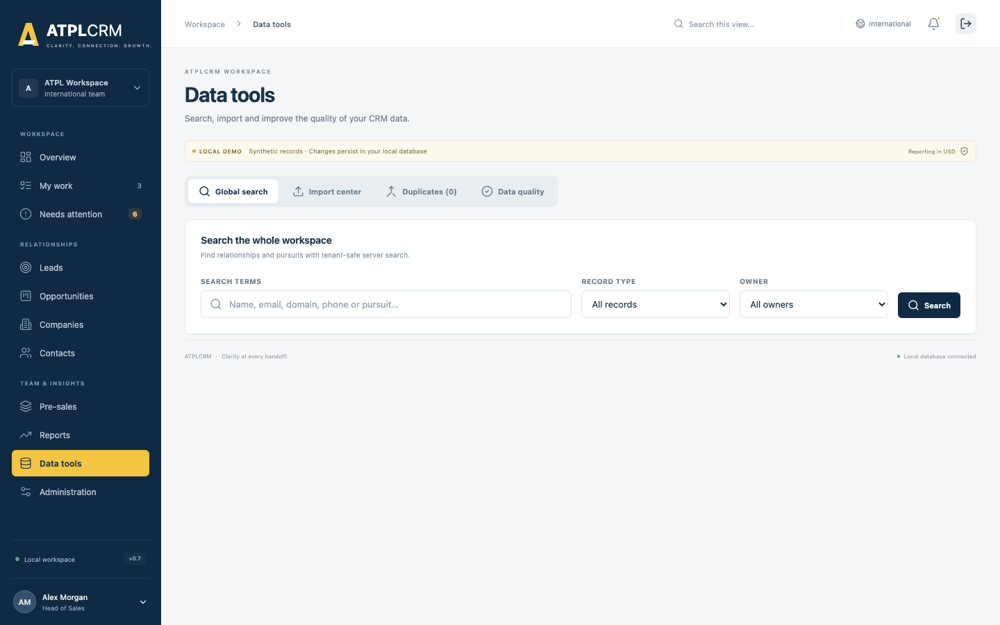 ATPLCRM
CLARITY. CONNECTION. GROWTH.
A
ATPL Workspace
International team
WORKSPACE
Overview
My work 3
Needs attention 6
RELATIONSHIPS
Leads
Opportunities
Companies
Contacts
TEAM & INSIGHTS
Pre-sales
Reports
Data tools
Administration
Local workspace v0.7
AM
Alex Morgan
Head of Sales
Workspace Data tools
Search this view...
International
ATPLCRM WORKSPACE
Data tools
Search, import and improve the quality of your CRM data.
LOCAL DEMO Synthetic records · Changes persist in your local database
Reporting in USD
Global search Import center Duplicates (0) Data quality
Search the whole workspace
Find relationships and pursuits with tenant-safe server search.
SEARCH TERMS RECORD TYPE OWNER
Name, email, domain, phone or pursuit... All records All owners Search
ATPLCRM · Clarity at every handoff.
Local database connected